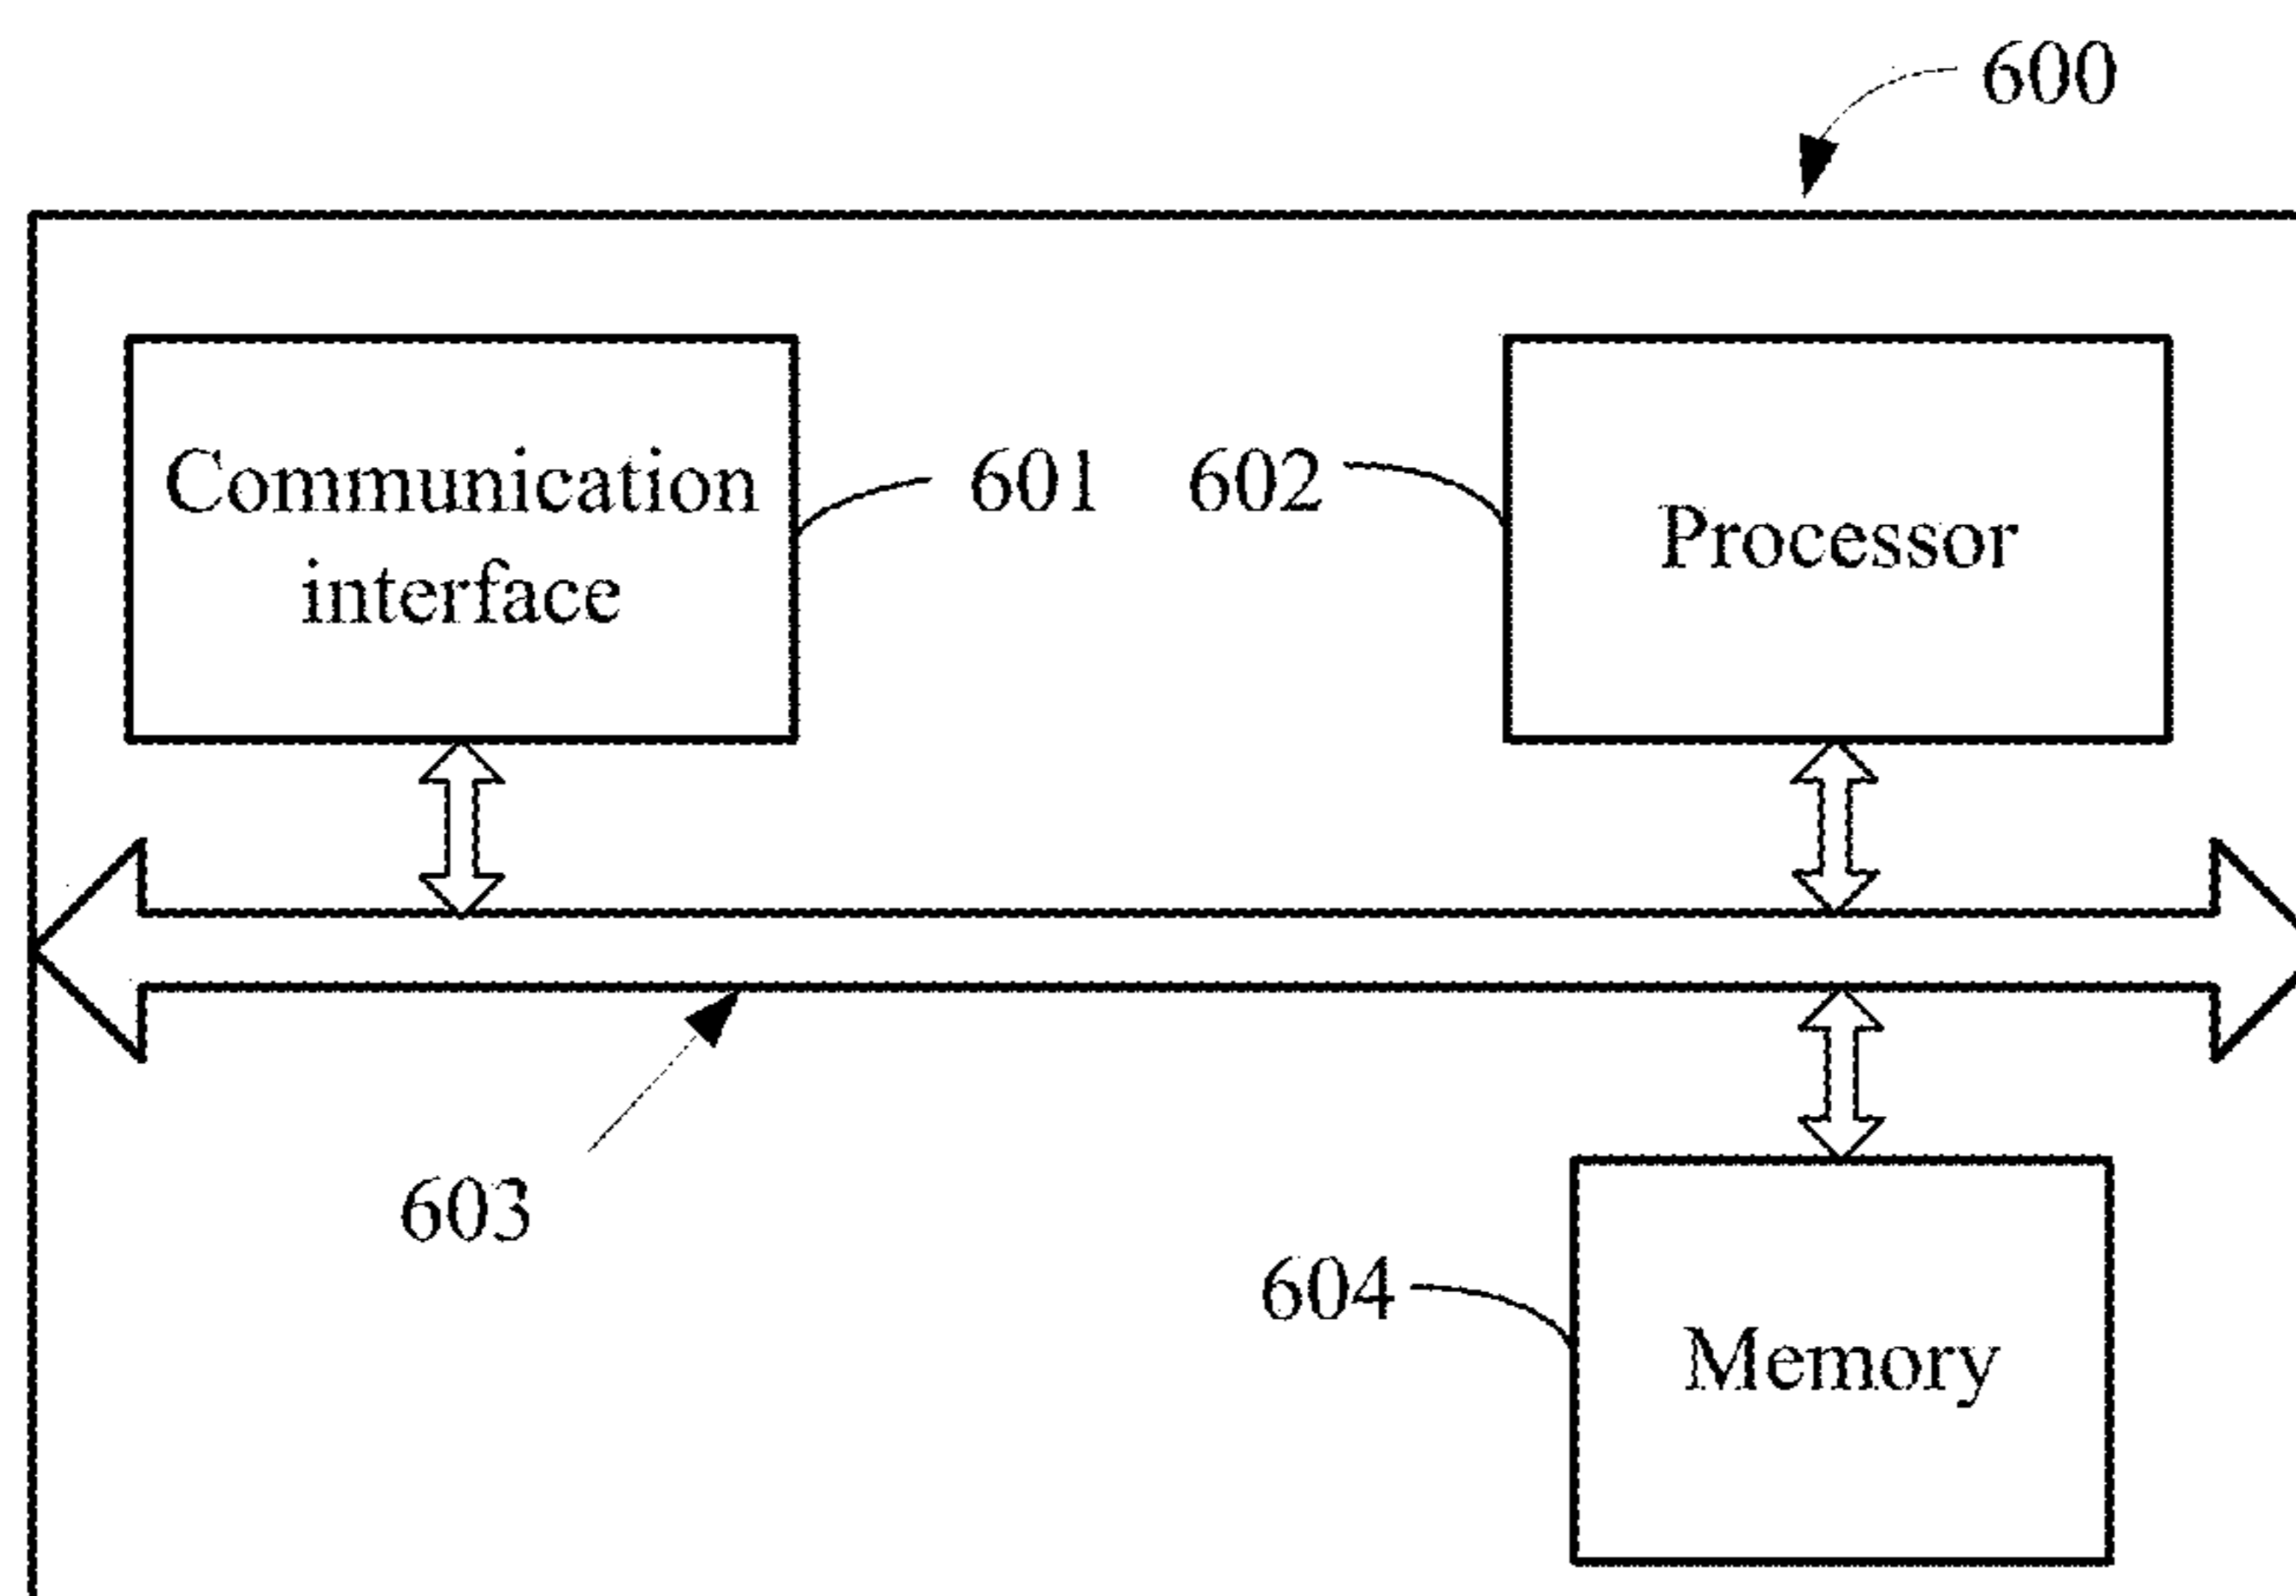 600
Communication
interface
601
602
Processor
603
604
Memory